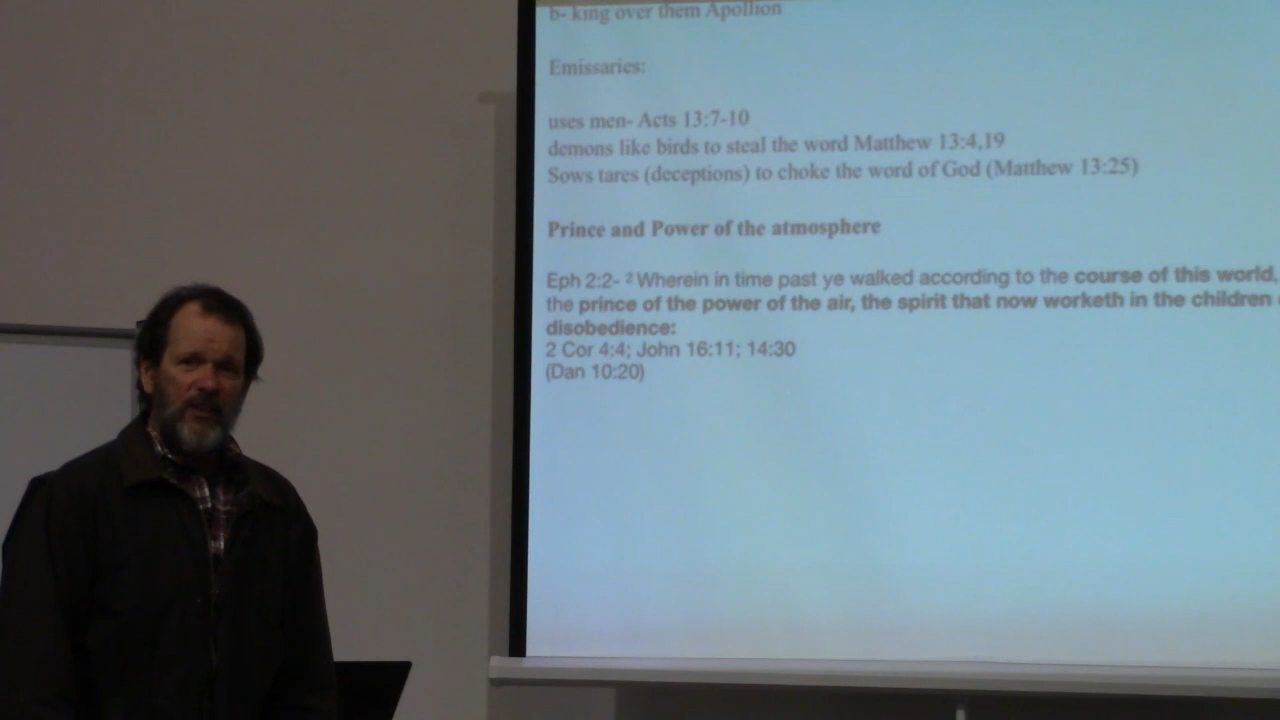 b- king over them Apollion
Emissaries:
uses men- Acts 13:7-10
demons like birds to steal the word Matthew 13:4,19
Sows tares (deceptions) to choke the word of God (Matthew 13:25)
Prince and Power of the atmosphere
Eph 2:2- ² Wherein in time past ye walked according to the course of this world,
the prince of the power of the air, the spirit that now worketh in the children
disobedience:
2 Cor 4:4; John 16:11; 14:30
(Dan 10:20)